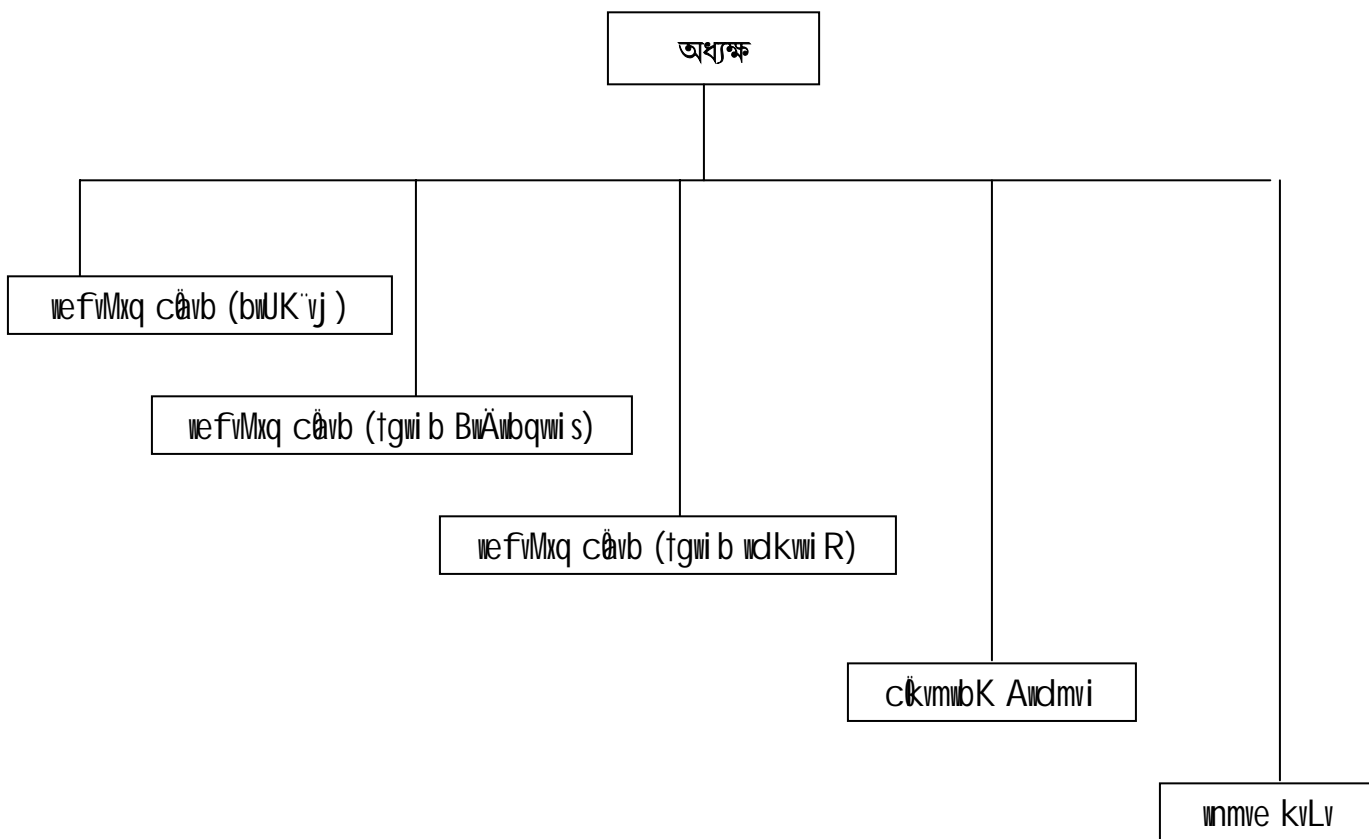 অধ্যক্ষ
wefvMxq cÖavb (bwUK¨vj)
wefvMxq cÖavb (†gwib BwÄwbqvwis)
wefvMxq cÖavb (†gwib wdkvwiR)
cÖkvmwbK Awdmvi
wnmve kvLv